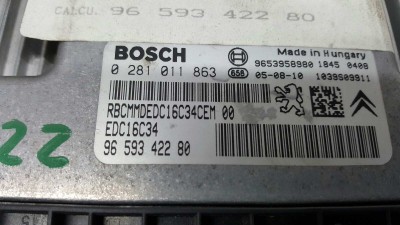 CALCU. 96 593 422 80
BOSCH
Made in Hungary
9653958980 1845 0408
0 281 011 863
658
05-08-10 1039S09811
RBCMMDEDC16C34CEM 00
EDC16C34
96 593 422 80
22